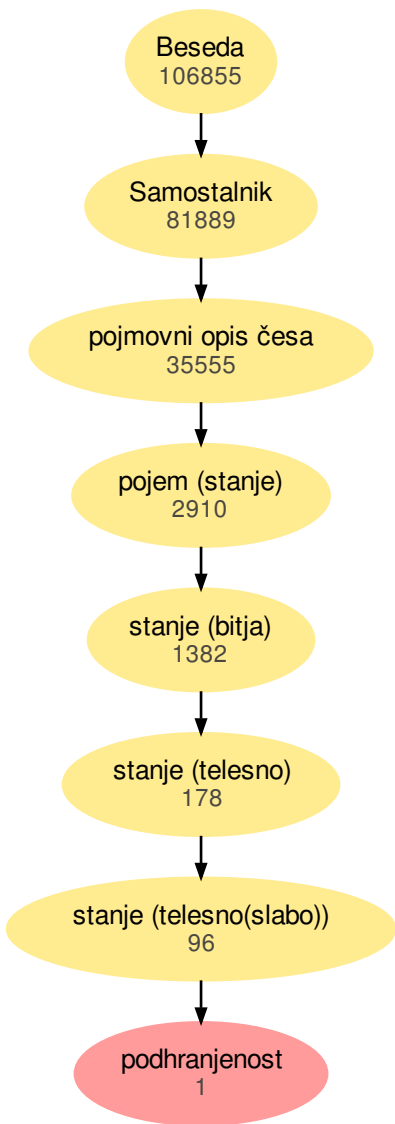 Beseda
106855
Samostalnik
81889
pojmovni opis česa
35555
pojem (stanje)
2910
stanje (bitja)
1382
stanje (telesno)
178
stanje (telesno(slabo))
96
podhranjenost
1